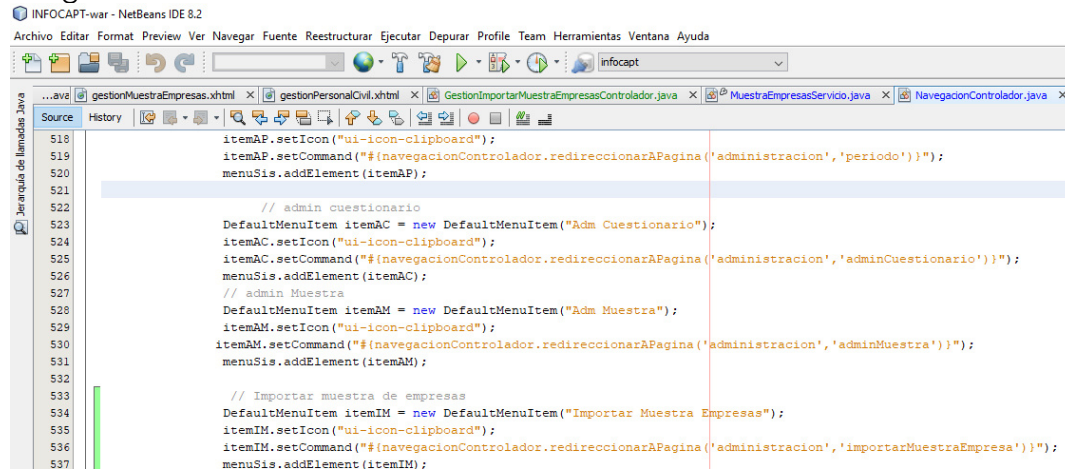 INFOCAPT-war - NetBeans IDE 8.2
Archivo Editar Format Preview Ver Navegar Fuente Reestructurar Ejecutar Depurar Profile Team Herramientas Ventana Ayuda
infocapt
...ava gestionMuestraEmpresas.xhtml gestionPersonalCivil.xhtml GestionImportarMuestraEmpresasControlador.java MuestraEmpresasServicio.java NavegacionControlador.java
Jerarquía de llamadas Java
Source History
518 itemAP.setIcon("ui-icon-clipboard");
519 itemAP.setCommand("#{navegacionControlador.redireccionarAPagina('administracion','periodo')}");
520 menuSis.addElement(itemAP);
521
522 // admin cuestionario
523 DefaultMenuItem itemAC = new DefaultMenuItem("Adm Cuestionario");
524 itemAC.setIcon("ui-icon-clipboard");
525 itemAC.setCommand("#{navegacionControlador.redireccionarAPagina('administracion','adminCuestionario')}");
526 menuSis.addElement(itemAC);
527 // admin Muestra
528 DefaultMenuItem itemAM = new DefaultMenuItem("Adm Muestra");
529 itemAM.setIcon("ui-icon-clipboard");
530 itemAM.setCommand("#{navegacionControlador.redireccionarAPagina('administracion','adminMuestra')}");
531 menuSis.addElement(itemAM);
532
533 // Importar muestra de empresas
534 DefaultMenuItem itemIM = new DefaultMenuItem("Importar Muestra Empresas");
535 itemIM.setIcon("ui-icon-clipboard");
536 itemIM.setCommand("#{navegacionControlador.redireccionarAPagina('administracion','importarMuestraEmpresa')}");
537 menuSis.addElement(itemIM);